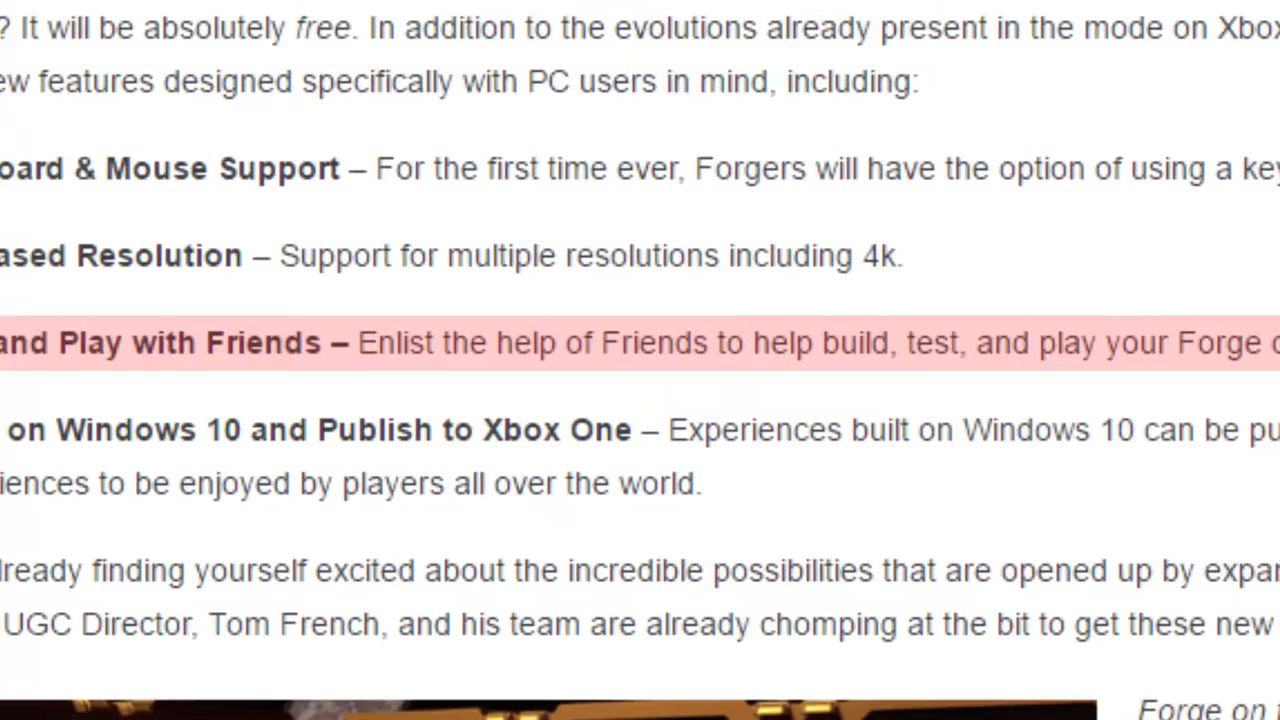 ? It will be absolutely free. In addition to the evolutions already present in the mode on Xbox
ew features designed specifically with PC users in mind, including:
oard & Mouse Support – For the first time ever, Forgers will have the option of using a key
ased Resolution – Support for multiple resolutions including 4k.
and Play with Friends – Enlist the help of Friends to help build, test, and play your Forge c
on Windows 10 and Publish to Xbox One – Experiences built on Windows 10 can be pu
iences to be enjoyed by players all over the world.
lready finding yourself excited about the incredible possibilities that are opened up by expan
UGC Director, Tom French, and his team are already chomping at the bit to get these new
Forge on